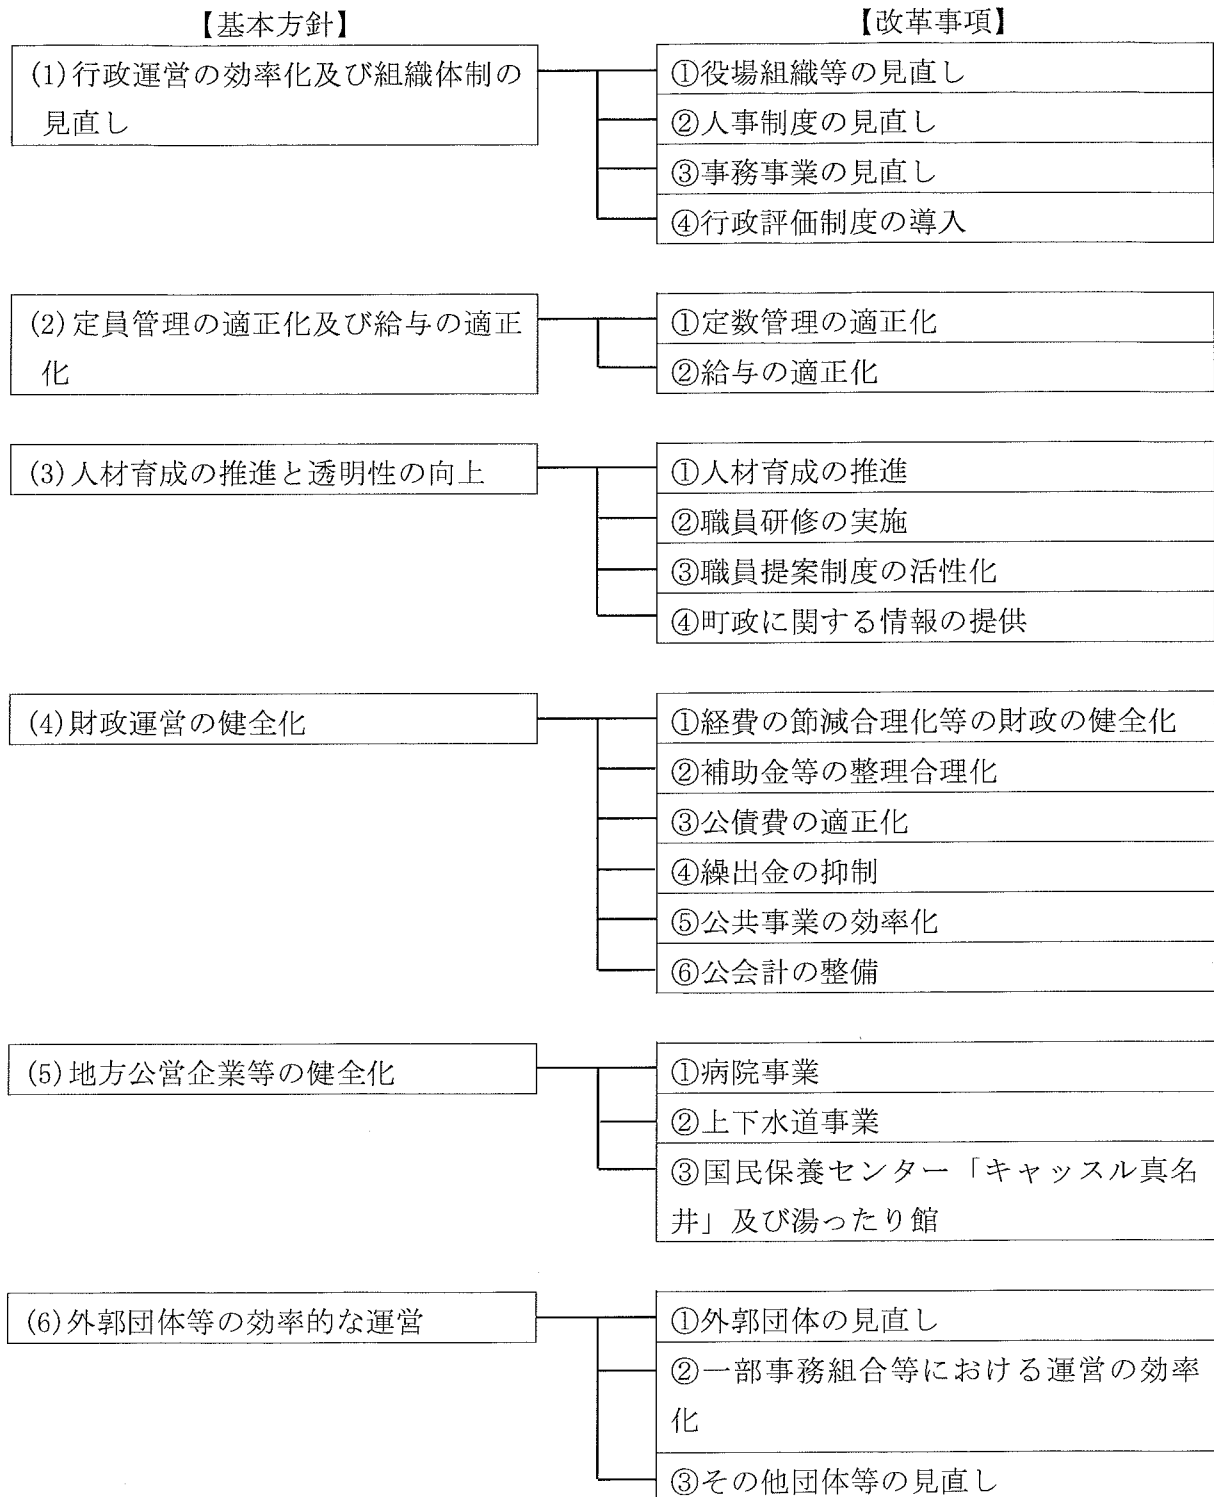 【基本方針】
【改革事項】
(1)行政運営の効率化及び組織体制の
見直し
①役場組織等の見直し
②人事制度の見直し
③事務事業の見直し
④行政評価制度の導入
(2)定員管理の適正化及び給与の適正
化
①定数管理の適正化
②給与の適正化
(3)人材育成の推進と透明性の向上
①人材育成の推進
②職員研修の実施
③職員提案制度の活性化
④町政に関する情報の提供
(4)財政運営の健全化
①経費の節減合理化等の財政の健全化
②補助金等の整理合理化
③公債費の適正化
④繰出金の抑制
⑤公共事業の効率化
⑥公会計の整備
(5)地方公営企業等の健全化
①病院事業
②上下水道事業
③国民保養センター「キャッスル真名
井」及び湯ったり館
(6)外郭団体等の効率的な運営
①外郭団体の見直し
②一部事務組合等における運営の効率
化
③その他団体等の見直し